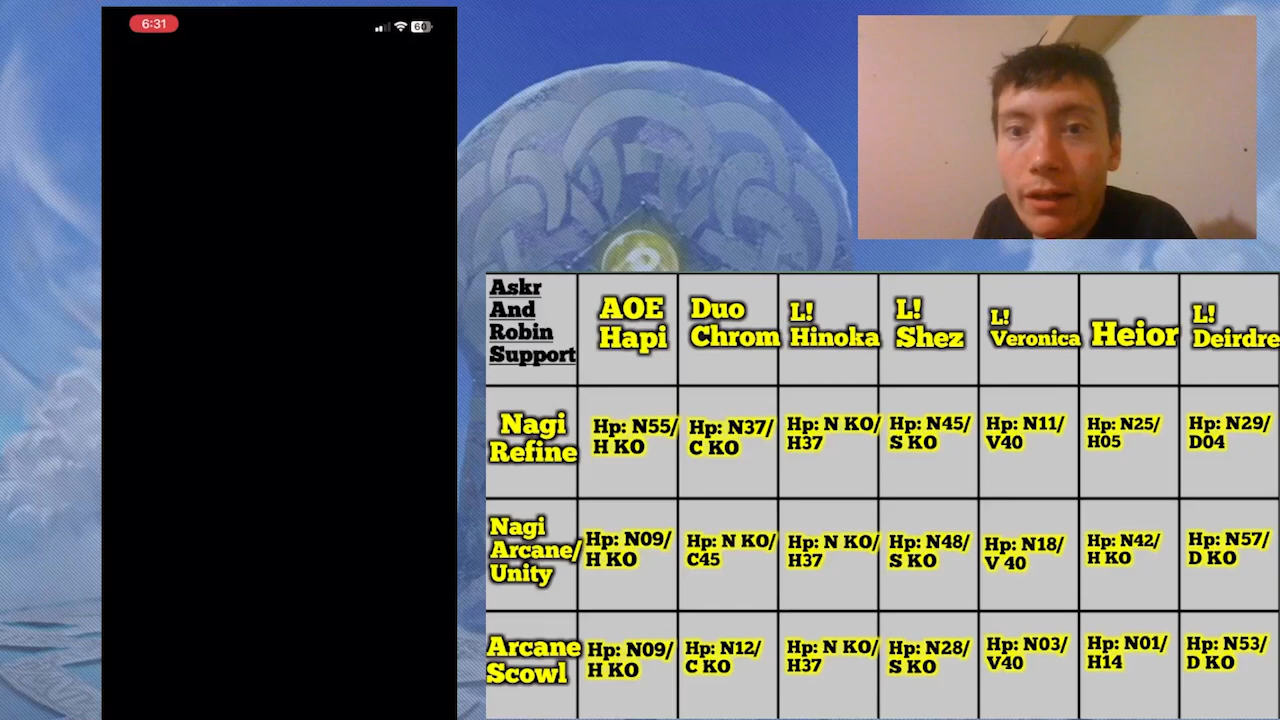 6:31
60
Askr
And
Robin
Support
AOE
Hapi
Duo
Chrom
L!
Hinoka
L!
Shez
L!
Veronica
Heior
L!
Deirdre
Nagi
Refine
Hp: N55/
H KO
Hp: N37/
C KO
Hp: N KO/
H37
Hp: N45/
S KO
Hp: N11/
V40
Hp: N25/
H05
Hp: N29/
D04
Nagi
Arcane/
Unity
Hp: N09/
H KO
Hp: N KO/
C45
Hp: N KO/
H37
Hp: N48/
S KO
Hp: N18/
V 40
Hp: N42/
H KO
Hp: N57/
D KO
Arcane
Scowl
Hp: N09/
H KO
Hp: N12/
C KO
Hp: N KO/
H37
Hp: N28/
S KO
Hp: N03/
V40
Hp: N01/
H14
Hp: N53/
D KO